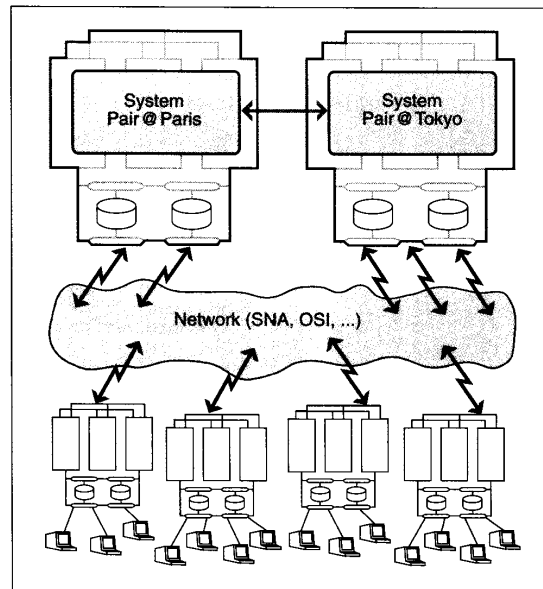 System
Pair @ Paris
System
Pair @ Tokyo
Network (SNA, OSI, ...)